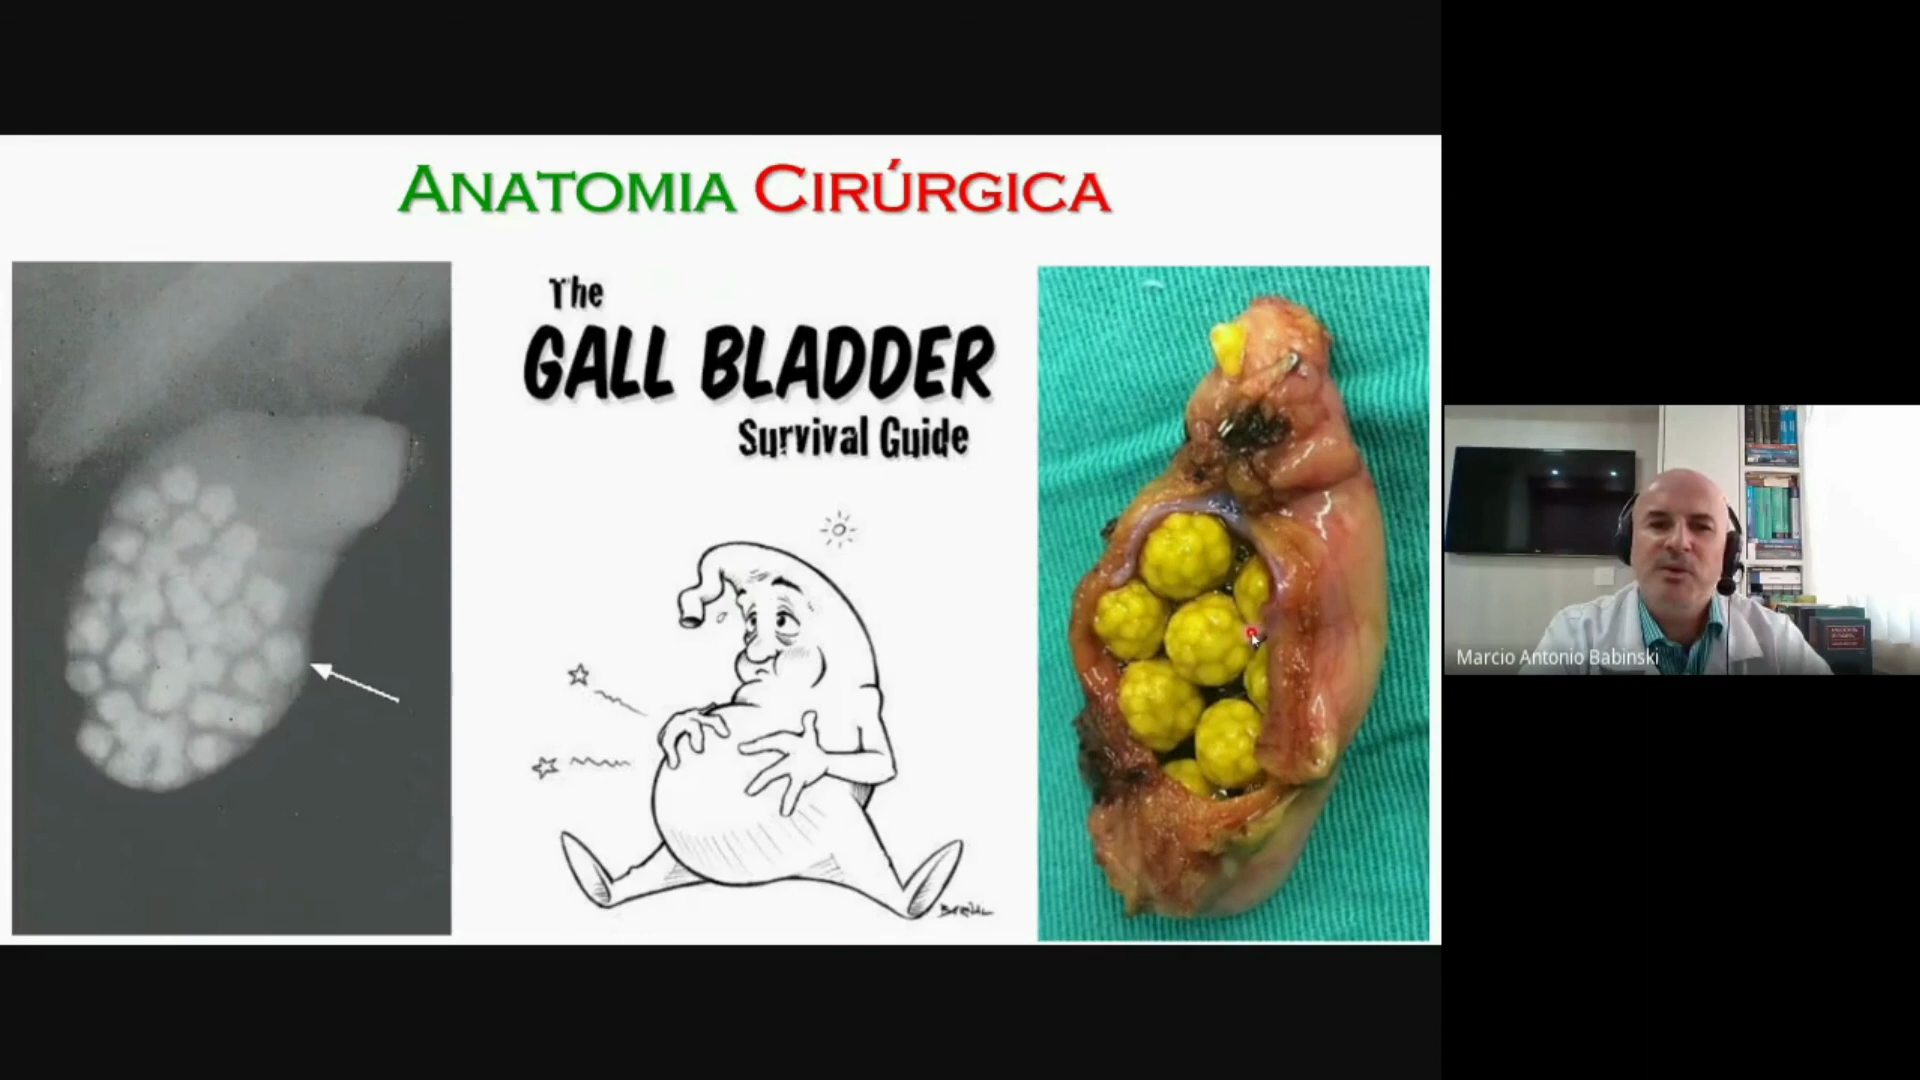 ANATOMIA CIRÚRGICA
The
GALL BLADDER
Survival Guide
Marcio Antonio Babinski